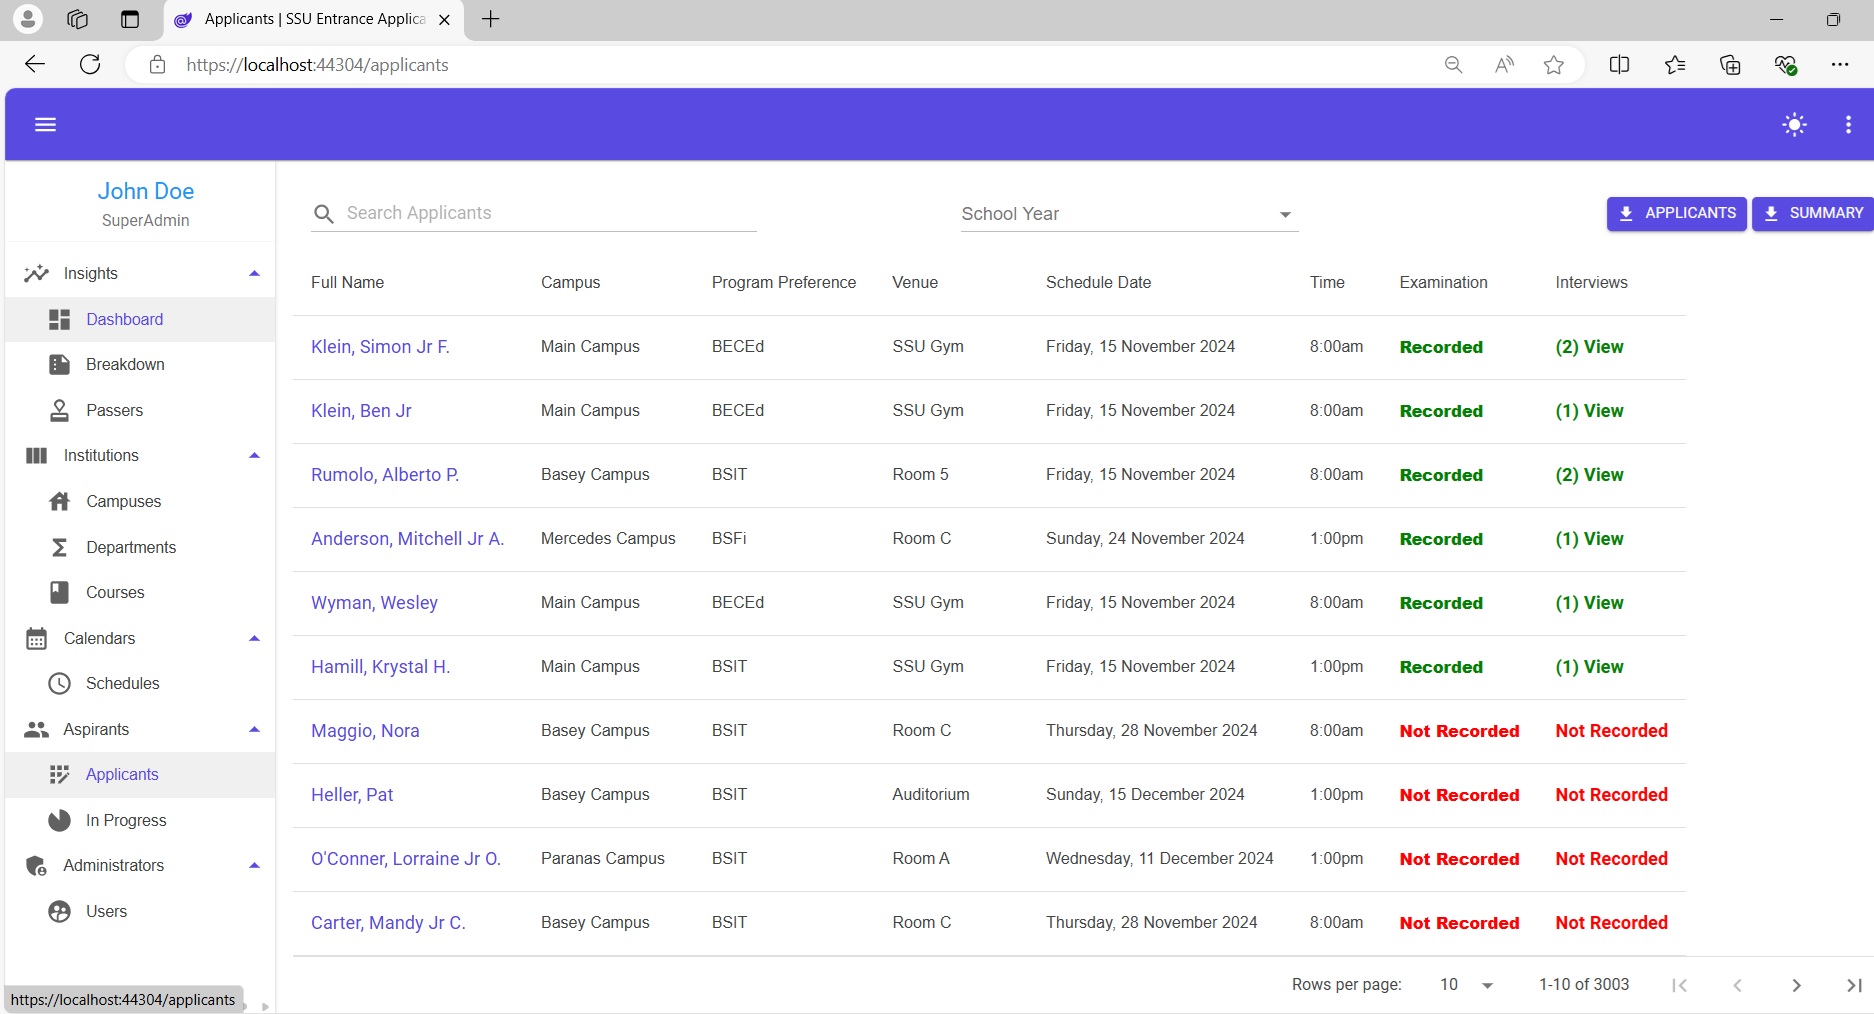 Applicants | SSU Entrance Applica
https://localhost:44304/applicants
John Doe
SuperAdmin
Insights
Dashboard
Breakdown
Passers
Institutions
Campuses
Departments
Courses
Calendars
Schedules
Aspirants
Applicants
In Progress
Administrators
Users
https://localhost:44304/applicants
Search Applicants
School Year
APPLICANTS
SUMMARY
Full Name Campus Program Preference Venue Schedule Date Time Examination Interviews
Klein, Simon Jr F. Main Campus BECEd SSU Gym Friday, 15 November 2024 8:00am Recorded (2) View
Klein, Ben Jr Main Campus BECEd SSU Gym Friday, 15 November 2024 8:00am Recorded (1) View
Rumolo, Alberto P. Basey Campus BSIT Room 5 Friday, 15 November 2024 8:00am Recorded (2) View
Anderson, Mitchell Jr A. Mercedes Campus BSFi Room C Sunday, 24 November 2024 1:00pm Recorded (1) View
Wyman, Wesley Main Campus BECEd SSU Gym Friday, 15 November 2024 8:00am Recorded (1) View
Hamill, Krystal H. Main Campus BSIT SSU Gym Friday, 15 November 2024 1:00pm Recorded (1) View
Maggio, Nora Basey Campus BSIT Room C Thursday, 28 November 2024 8:00am Not Recorded Not Recorded
Heller, Pat Basey Campus BSIT Auditorium Sunday, 15 December 2024 1:00pm Not Recorded Not Recorded
O'Conner, Lorraine Jr O. Paranas Campus BSIT Room A Wednesday, 11 December 2024 1:00pm Not Recorded Not Recorded
Carter, Mandy Jr C. Basey Campus BSIT Room C Thursday, 28 November 2024 8:00am Not Recorded Not Recorded
Rows per page: 10 1-10 of 3003